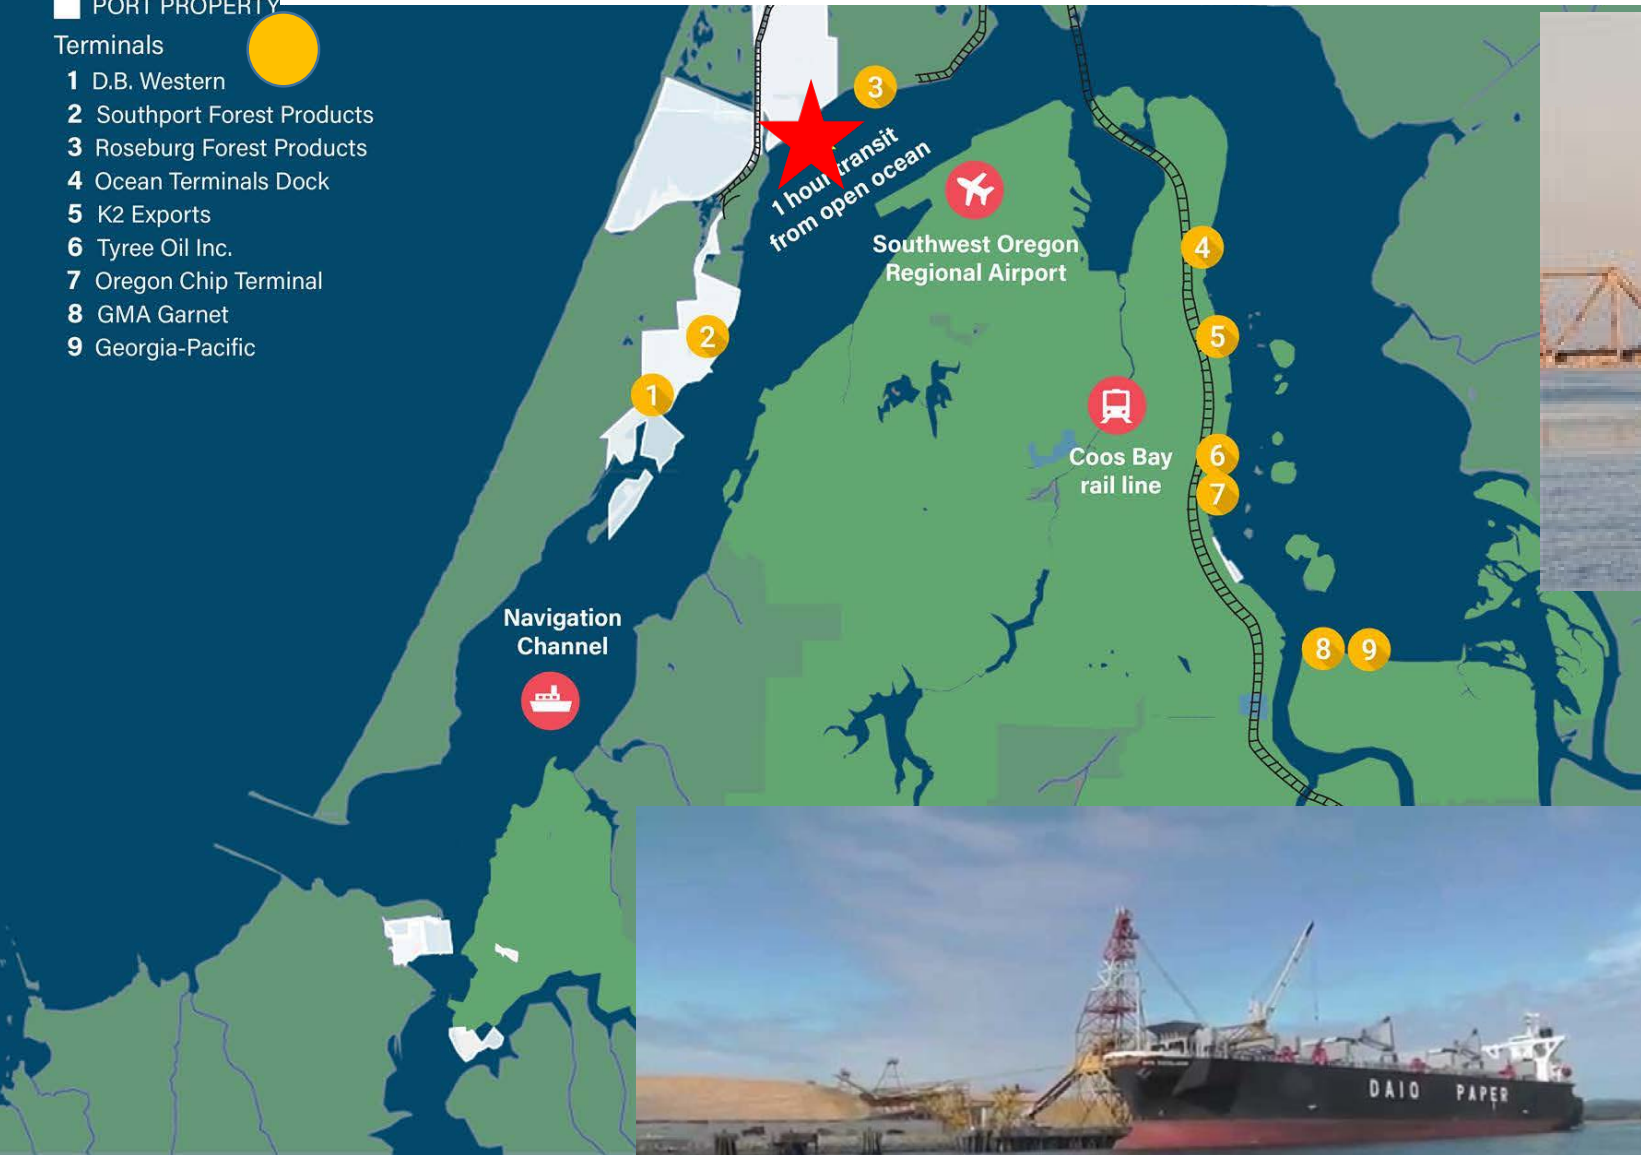 PORT PROPERTY
Terminals
1 D.B. Western
2 Southport Forest Products
3 Roseburg Forest Products
4 Ocean Terminals Dock
5 K2 Exports
6 Tyree Oil Inc.
7 Oregon Chip Terminal
8 GMA Garnet
9 Georgia-Pacific
3
1 hour transit
from open ocean
Southwest Oregon
Regional Airport
4
2
5
1
Coos Bay
rail line
6
7
Navigation
Channel
8
9
DAIO PAPER